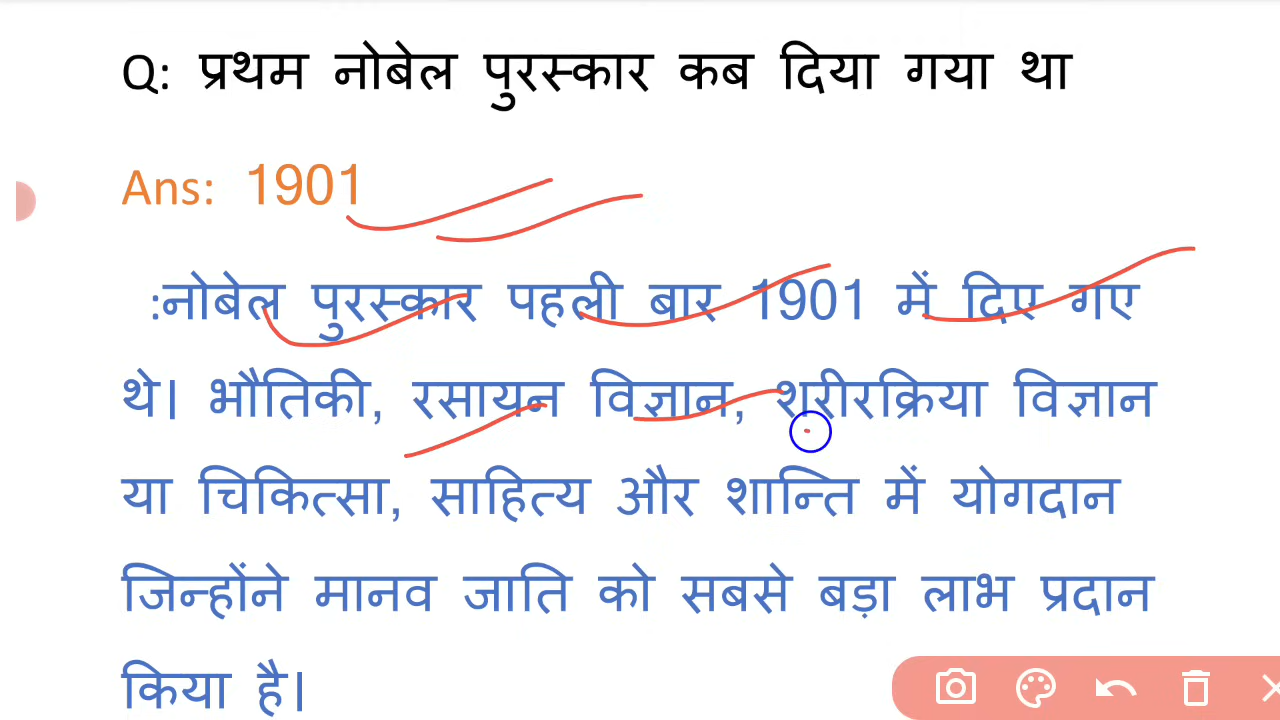 Q: प्रथम नोबेल पुरस्कार कब दिया गया था
Ans: 1901
:नोबेल पुरस्कार पहली बार 1901 में दिए गए
थे। भौतिकी, रसायन विज्ञान, शरीरक्रिया विज्ञान
या चिकित्सा, साहित्य और शान्ति में योगदान
जिन्होंने मानव जाति को सबसे बड़ा लाभ प्रदान
किया है।